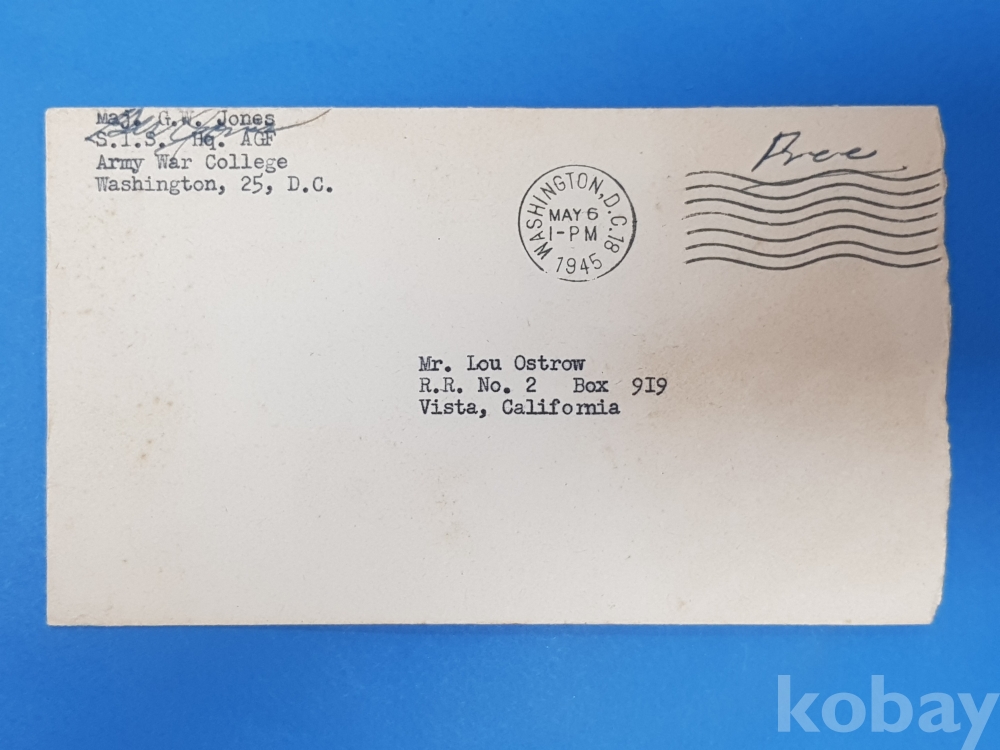 Maj. G.W. Jones
S.I.S. Hq. AGF
Army War College
Washington, 25, D.C.
Free
WASHINGTON, D.C. 18
MAY 6
1-PM
1945
Mr. Lou Ostrow
R.R. No. 2 Box 9I9
Vista, California
kobay